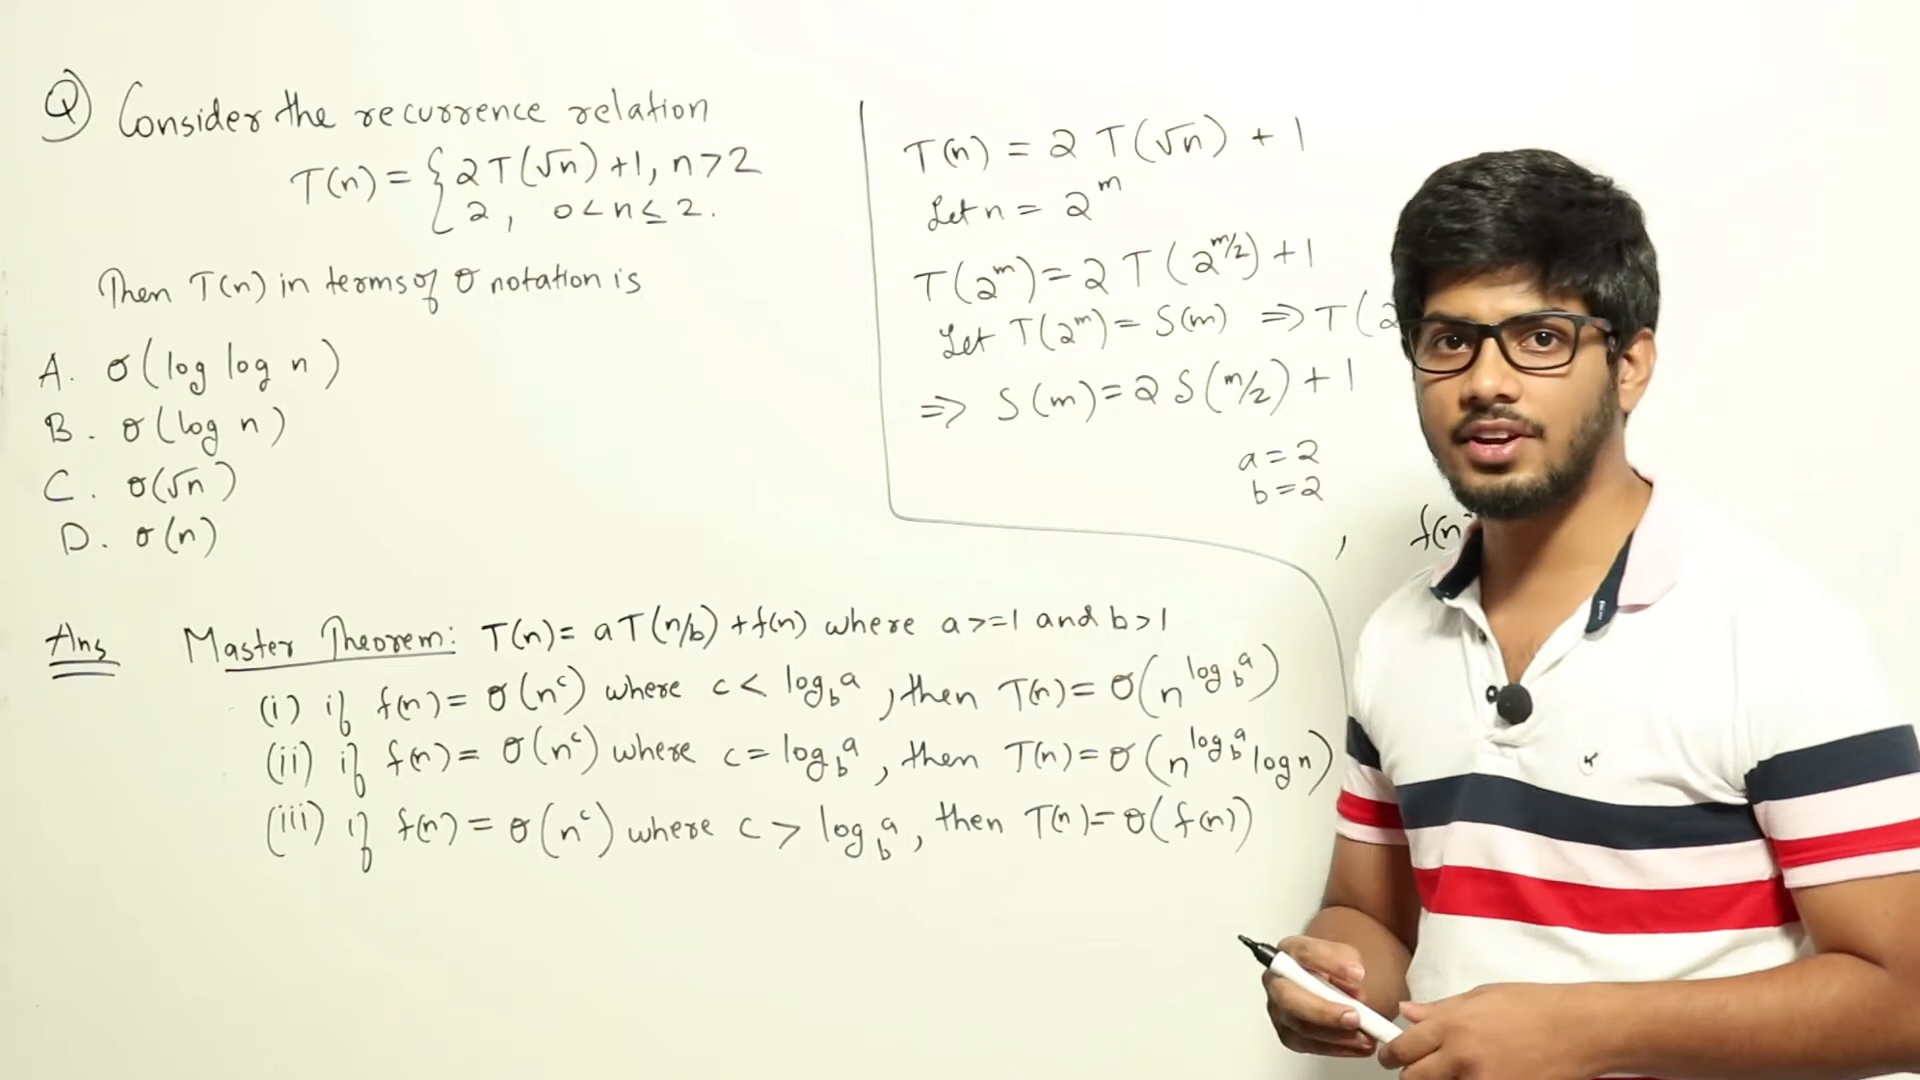 Q) Consider the recurrence relation
T(n) = { 2T(√n) +1, n>2
2, 0<n≤2.
Then T(n) in terms of θ notation is
A. θ(log log n)
B. θ(log n)
C. θ(√n)
D. θ(n)
T(n) = 2 T(√n) + 1
Let n = 2^m
T(2^m) = 2 T(2^{m/2}) + 1
Let T(2^m) = S(m) ⇒ T(2
⇒ S(m) = 2 S(m/2) + 1
a = 2
b = 2
, f(n
Ans Master Theorem: T(n) = aT(n/b) + f(n) where a>=1 and b>1
(i) if f(n) = θ(n^c) where c < log_b a, then T(n) = θ(n^{log_b a})
(ii) if f(n) = θ(n^c) where c = log_b a, then T(n) = θ(n^{log_b a} log n)
(iii) if f(n) = θ(n^c) where c > log_b a, then T(n) = θ(f(n))